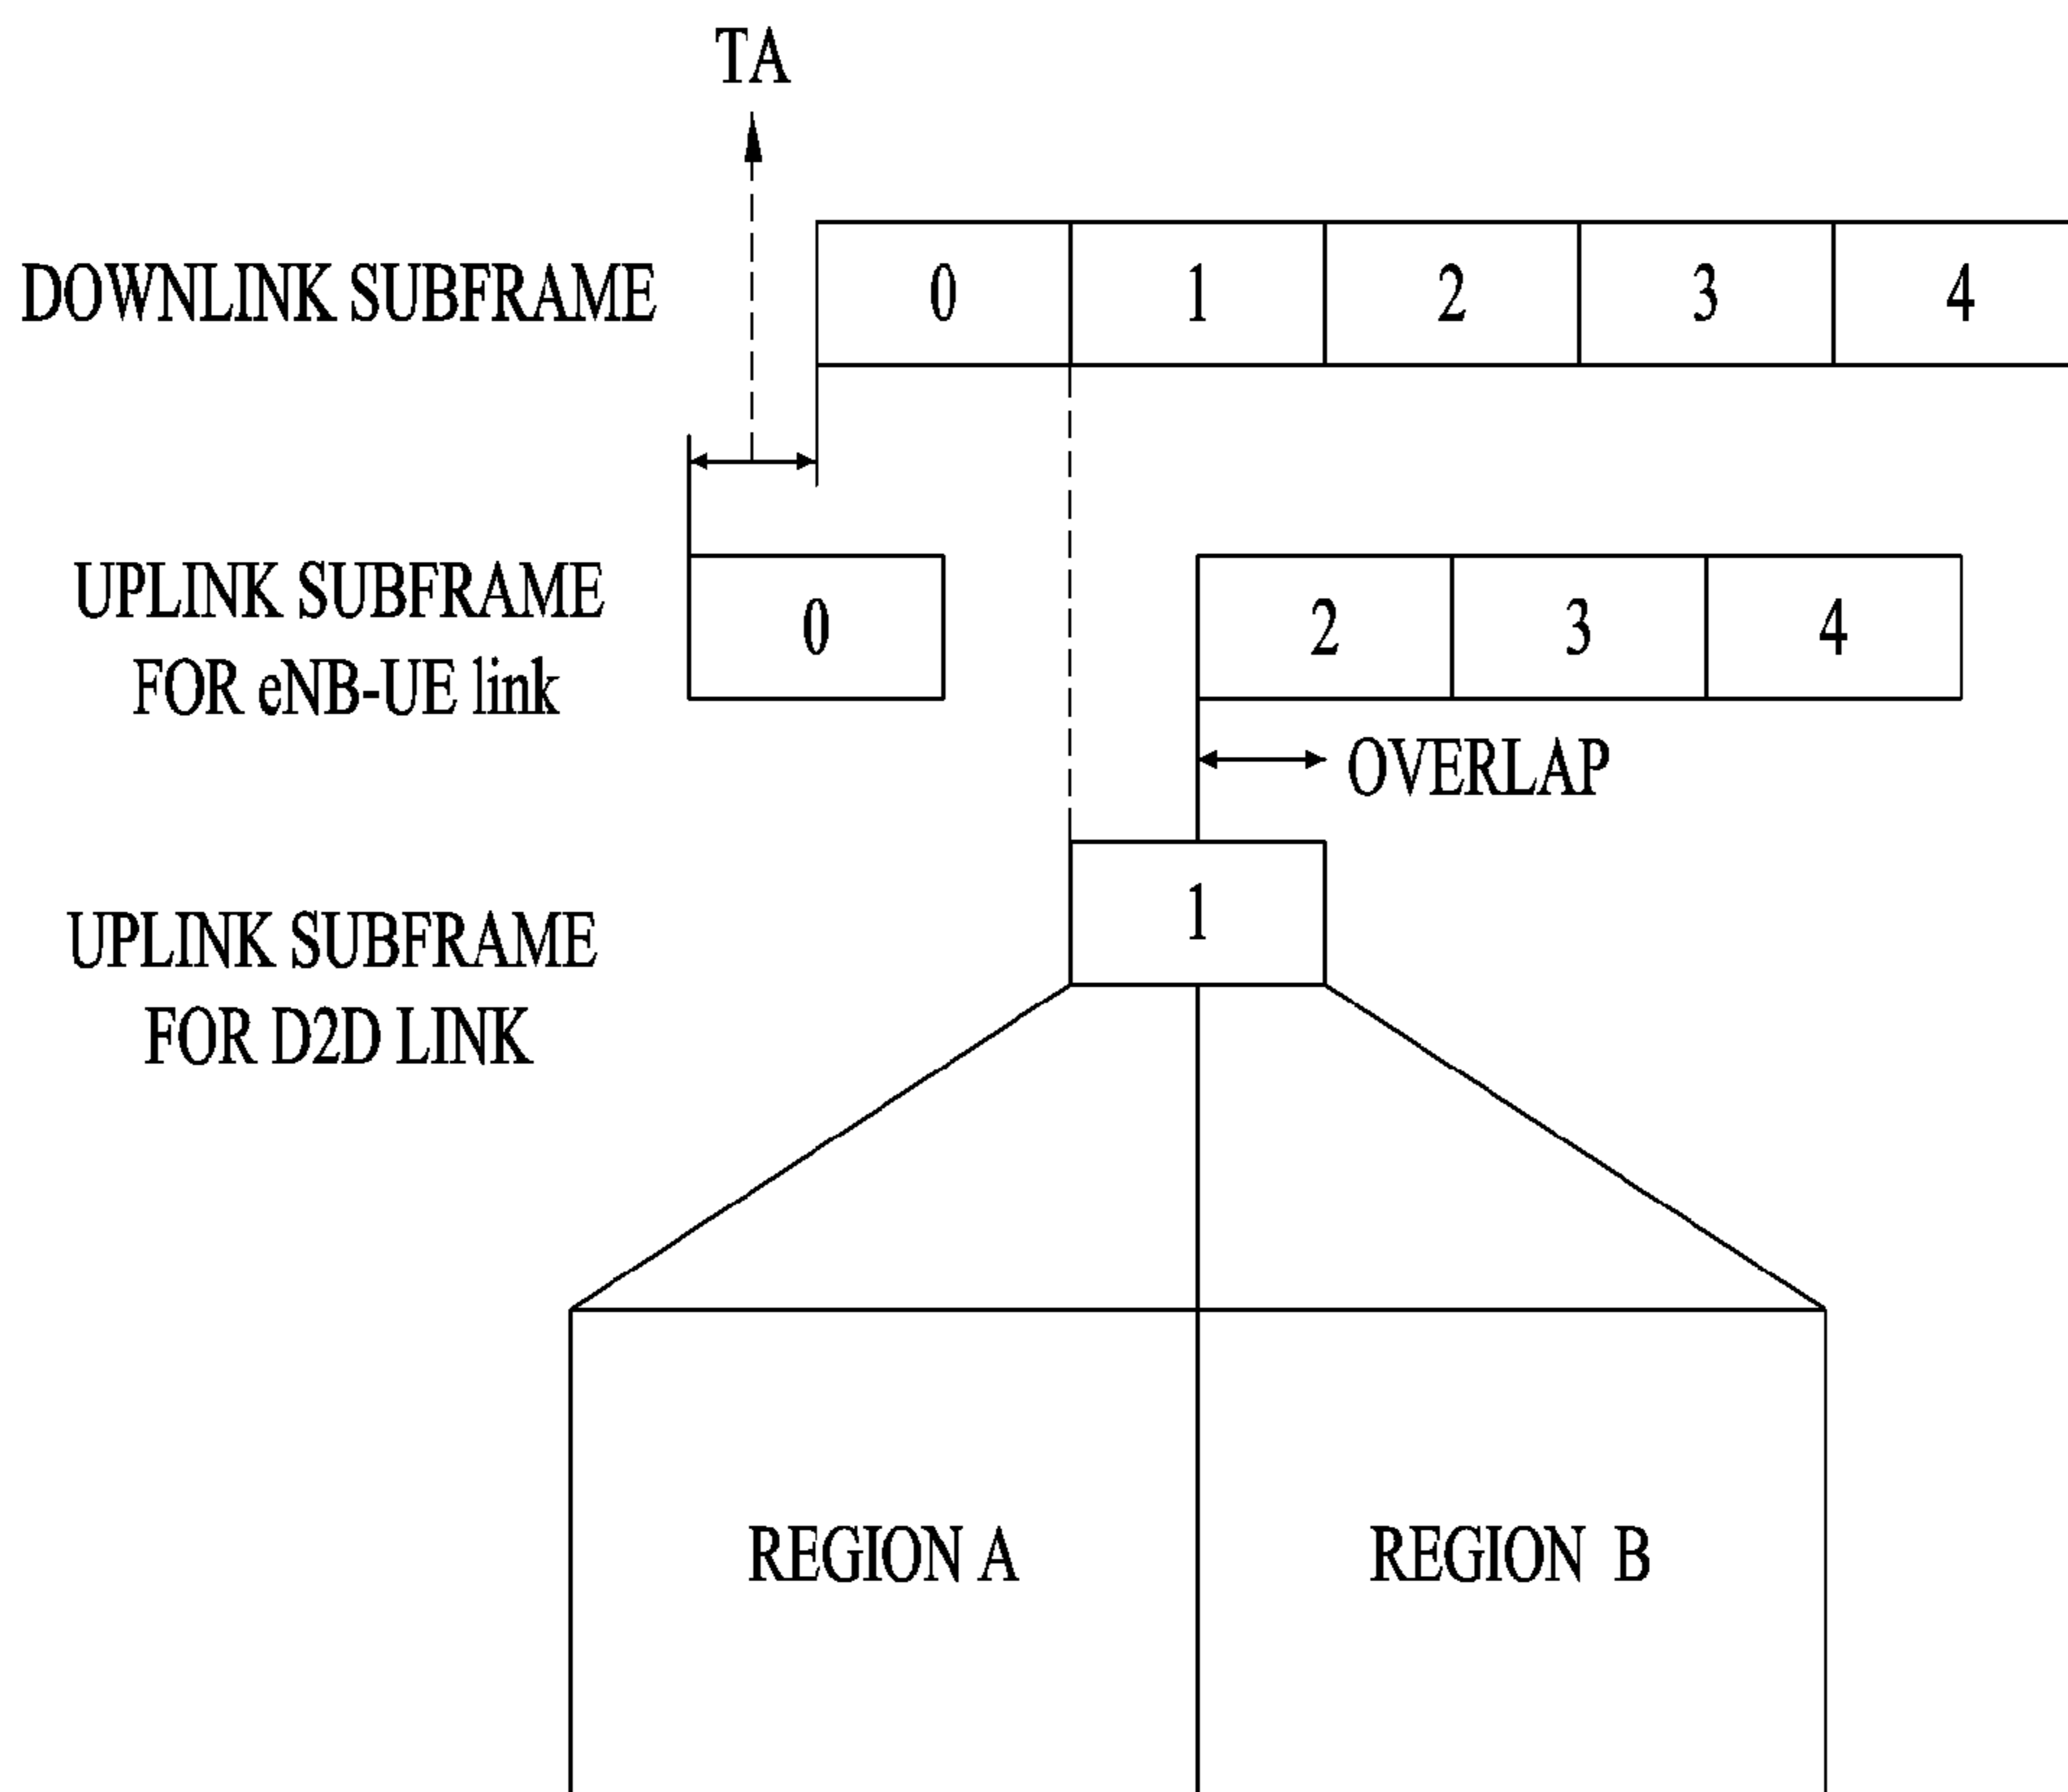 TA
DOWNLINK SUBFRAME 0 1 2 3 4
UPLINK SUBFRAME
FOR eNB-UE link
0 2 3 4
OVERLAP
1
UPLINK SUBFRAME
FOR D2D LINK
REGION A REGION B